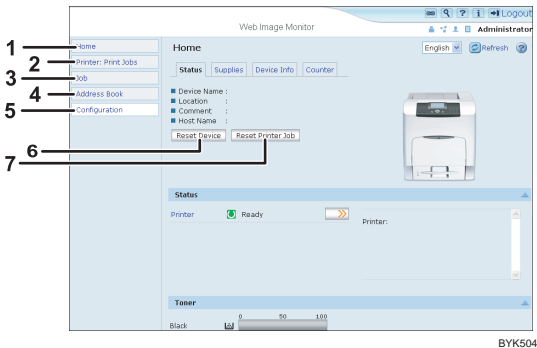 Logout
Web Image Monitor
Administrator
1
Home
2
Printer: Print Jobs
3
Job
4
Address Book
5
Configuration
6
7
Home
English
Refresh
Status
Supplies
Device Info
Counter
Device Name :
Location :
Comment :
Host Name :
Reset Device
Reset Printer Job
Status
Printer
Ready
Printer:
Toner
0 50 100
Black
BYK504